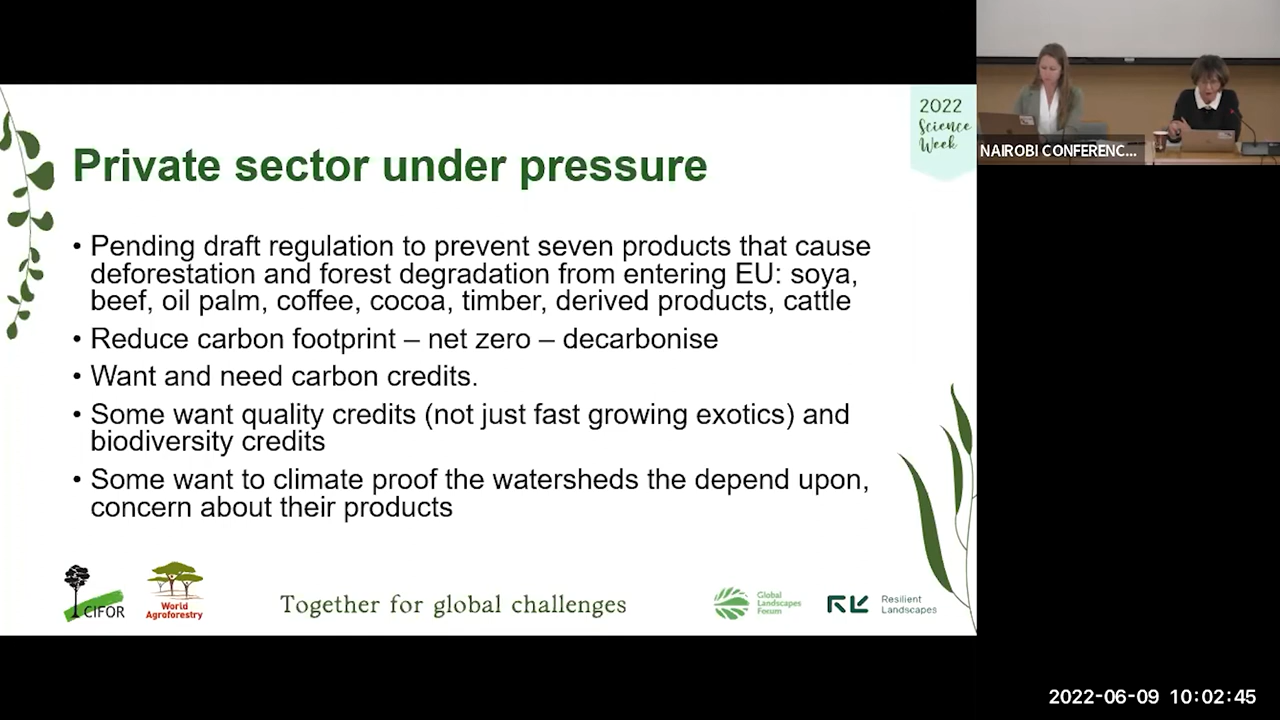 2022
Science
Week
NAIROBI CONFERENC...
Private sector under pressure
• Pending draft regulation to prevent seven products that cause
deforestation and forest degradation from entering EU: soya,
beef, oil palm, coffee, cocoa, timber, derived products, cattle
• Reduce carbon footprint – net zero – decarbonise
• Want and need carbon credits.
• Some want quality credits (not just fast growing exotics) and
biodiversity credits
• Some want to climate proof the watersheds the depend upon,
concern about their products
CIFOR
World
Agroforestry
Together for global challenges
Global
Landscapes
Forum
Resilient
Landscapes
2022-06-09 10:02:45